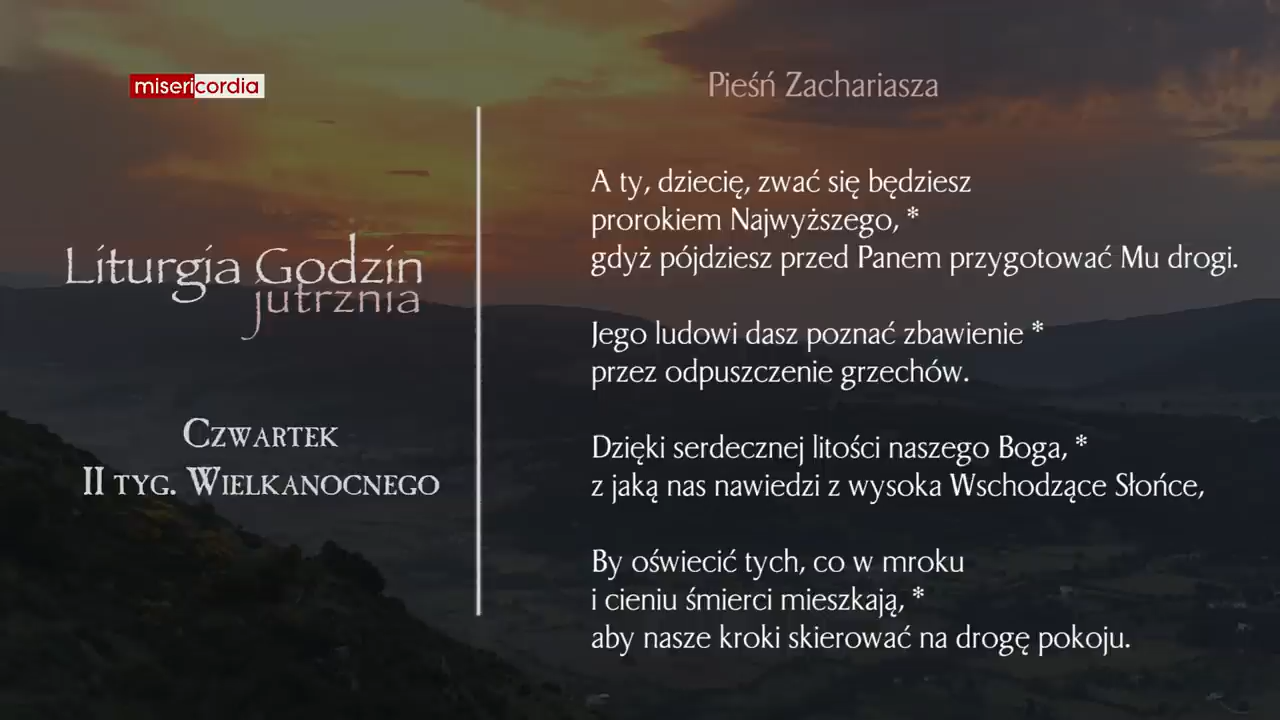 misericordia
Liturgia Godzin
jutrznia
Czwartek
II tyg. Wielkanocnego
Pieśń Zachariasza
A ty, dziecię, zwać się będziesz
prorokiem Najwyższego, *
gdyż pójdziesz przed Panem przygotować Mu drogi.
Jego ludowi dasz poznać zbawienie *
przez odpuszczenie grzechów.
Dzięki serdecznej litości naszego Boga, *
z jaką nas nawiedzi z wysoka Wschodzące Słońce,
By oświecić tych, co w mroku
i cieniu śmierci mieszkają, *
aby nasze kroki skierować na drogę pokoju.